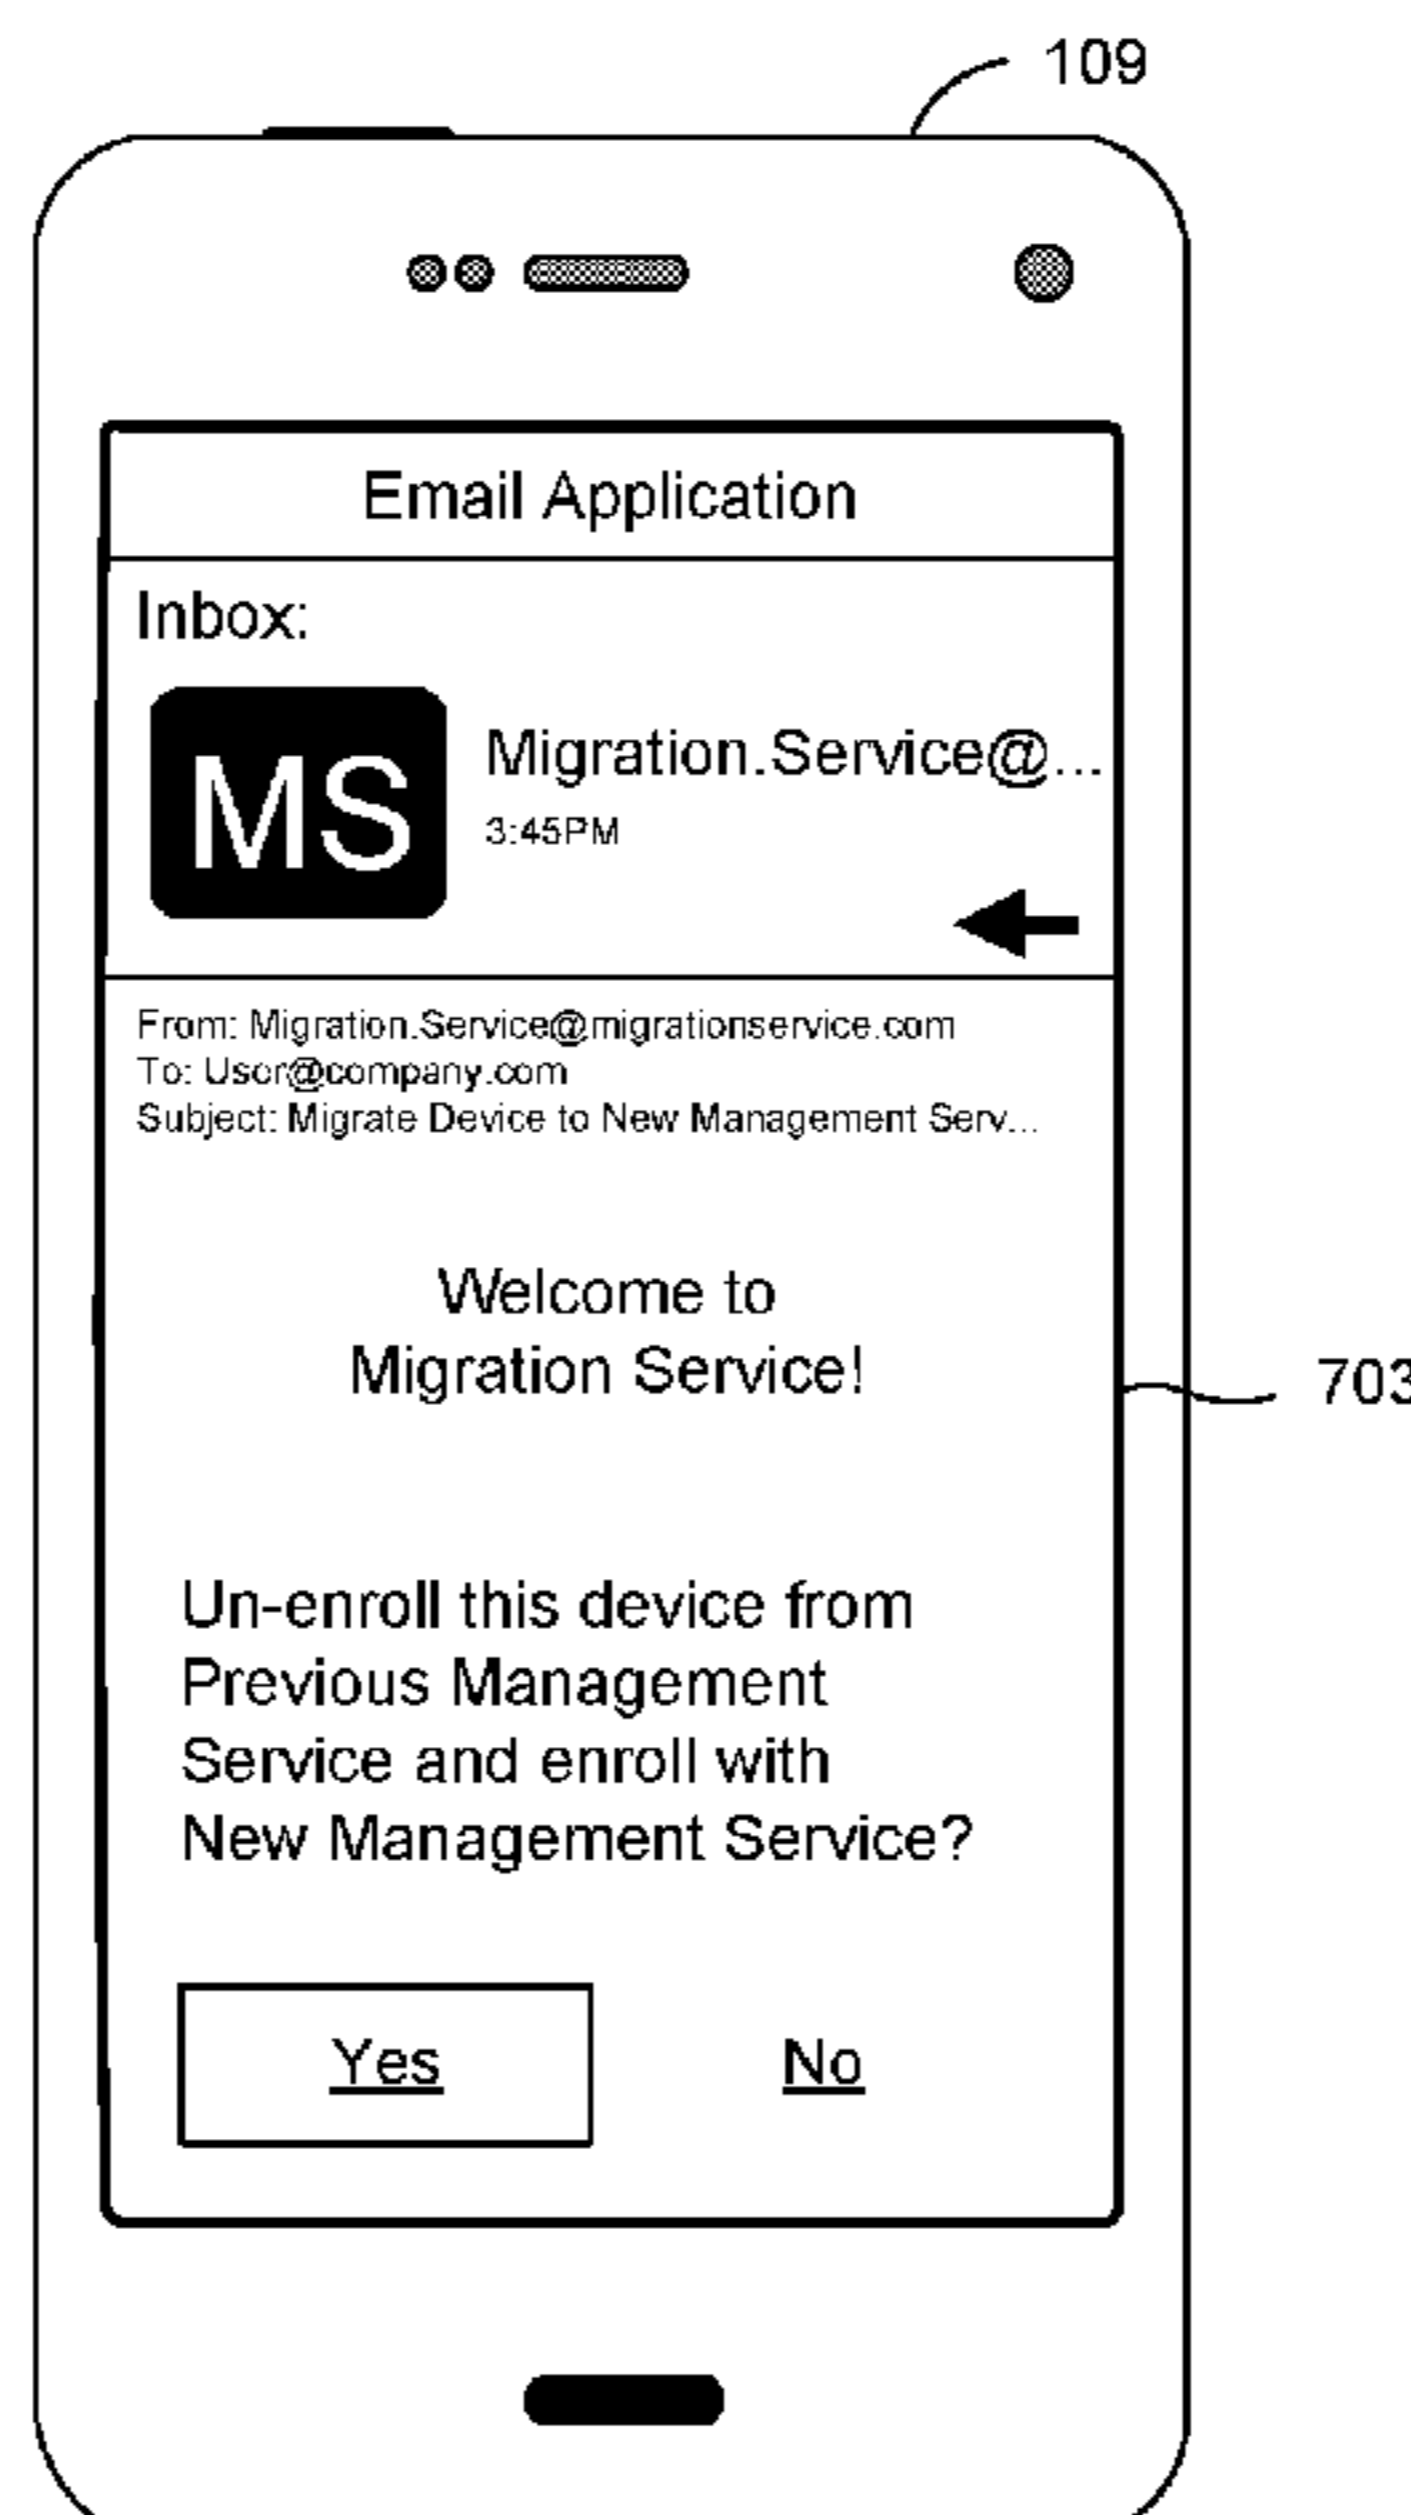 109
Email Application
Inbox:
MS
Migration.Service@...
3:45PM
From: Migration.Service@migrationservice.com
To: User@company.com
Subject: Migrate Device to New Management Serv...
Welcome to
Migration Service!
703
Un-enroll this device from
Previous Management
Service and enroll with
New Management Service?
Yes
No